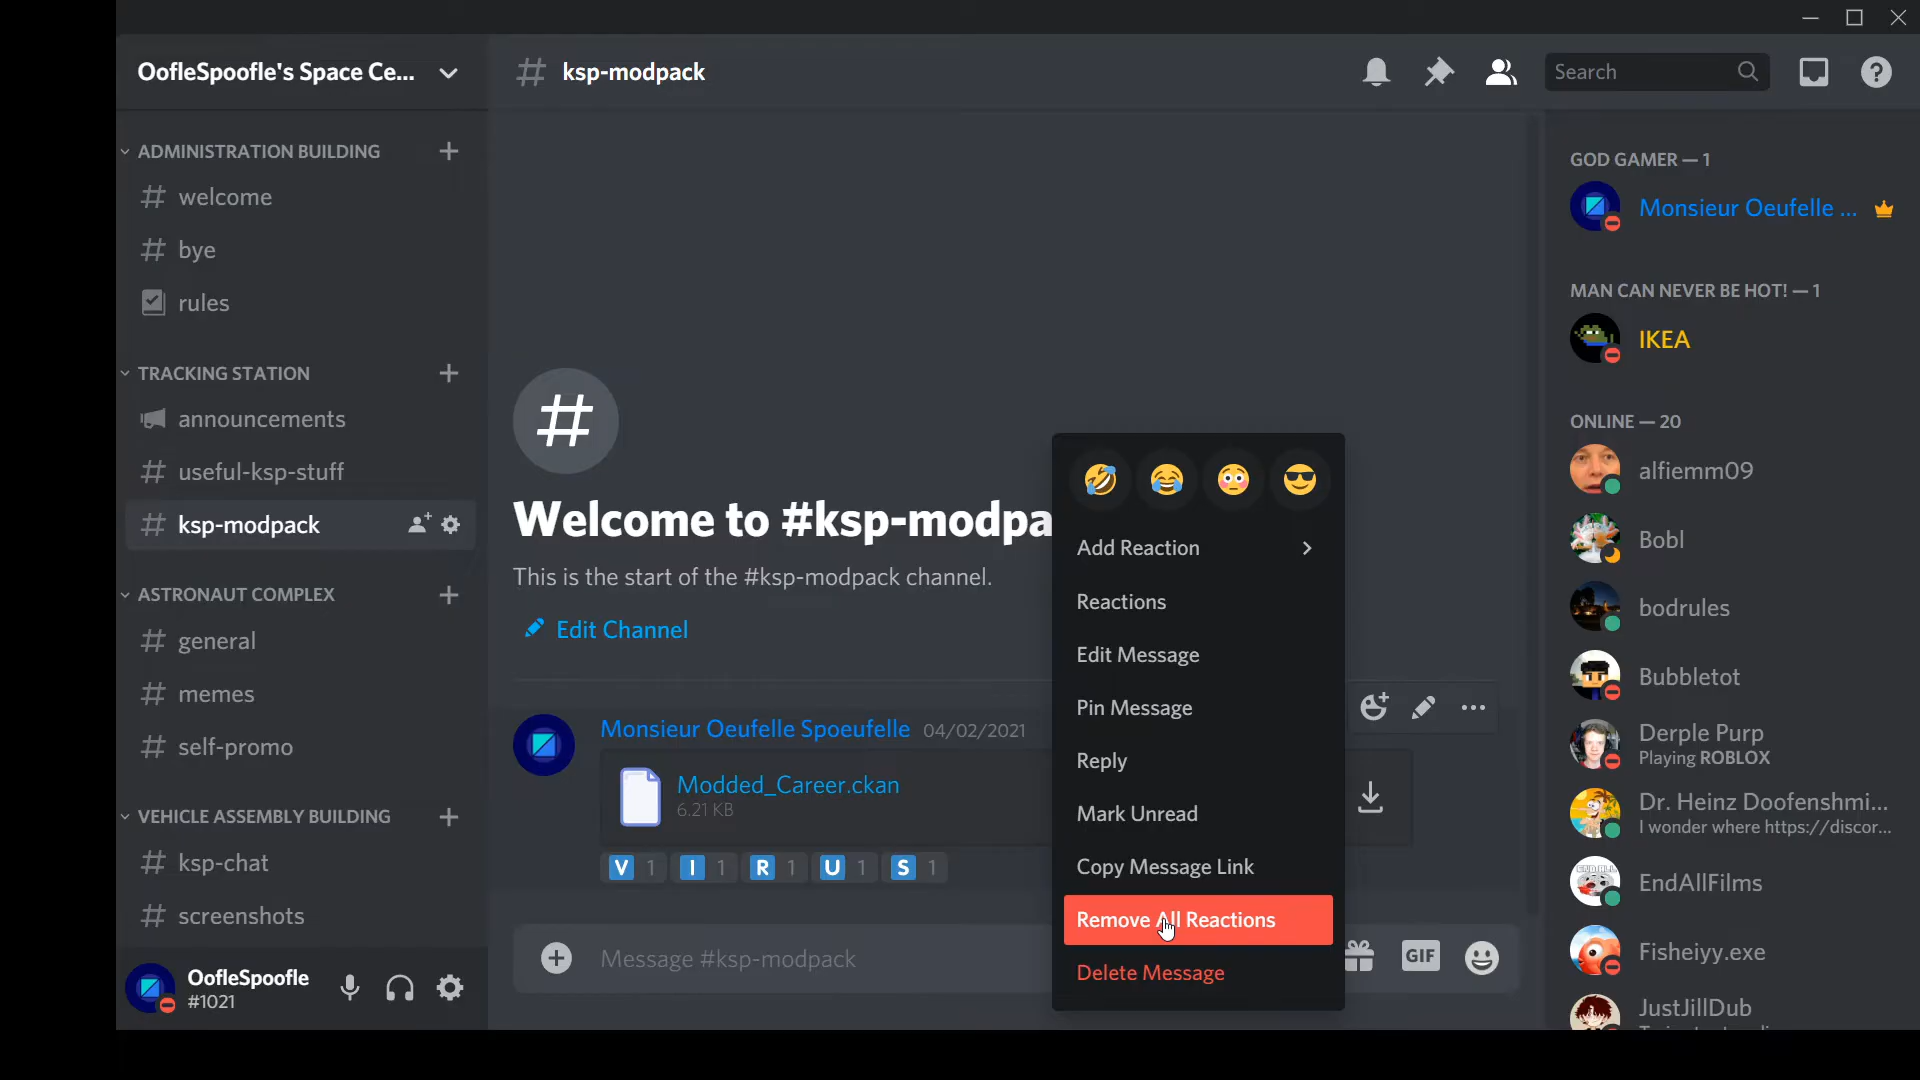 OofleSpoofle's Space Ce...
ksp-modpack
Search
ADMINISTRATION BUILDING
welcome
bye
rules
TRACKING STATION
announcements
useful-ksp-stuff
ksp-modpack
ASTRONAUT COMPLEX
general
memes
self-promo
VEHICLE ASSEMBLY BUILDING
ksp-chat
screenshots
OofleSpoofle
#1021
Welcome to #ksp-modpa
This is the start of the #ksp-modpack channel.
Edit Channel
Monsieur Oeufelle Spoeufelle 04/02/2021
Modded_Career.ckan
6.21 KB
V 1 I 1 R 1 U 1 S 1
Message #ksp-modpack
GIF
Add Reaction
Reactions
Edit Message
Pin Message
Reply
Mark Unread
Copy Message Link
Remove All Reactions
Delete Message
GOD GAMER — 1
Monsieur Oeufelle ...
MAN CAN NEVER BE HOT! — 1
IKEA
ONLINE — 20
alfiemm09
Bobl
bodrules
Bubbletot
Derple Purp
Playing ROBLOX
Dr. Heinz Doofenshmi...
I wonder where https://discor...
EndAllFilms
Fisheiyy.exe
JustJillDub